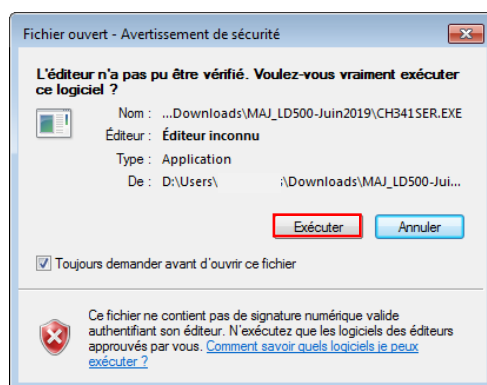 Fichier ouvert - Avertissement de sécurité
L'éditeur n'a pas pu être vérifié. Voulez-vous vraiment exécuter
ce logiciel ?
Nom : ...Downloads\MAJ_LD500-Juin2019\CH341SER.EXE
Éditeur : Éditeur inconnu
Type : Application
De : D:\Users\ :\Downloads\MAJ_LD500-Jui...
Exécuter Annuler
Toujours demander avant d'ouvrir ce fichier
Ce fichier ne contient pas de signature numérique valide
authentifiant son éditeur. N'exécutez que les logiciels des éditeurs
approuvés par vous. Comment savoir quels logiciels je peux
exécuter ?